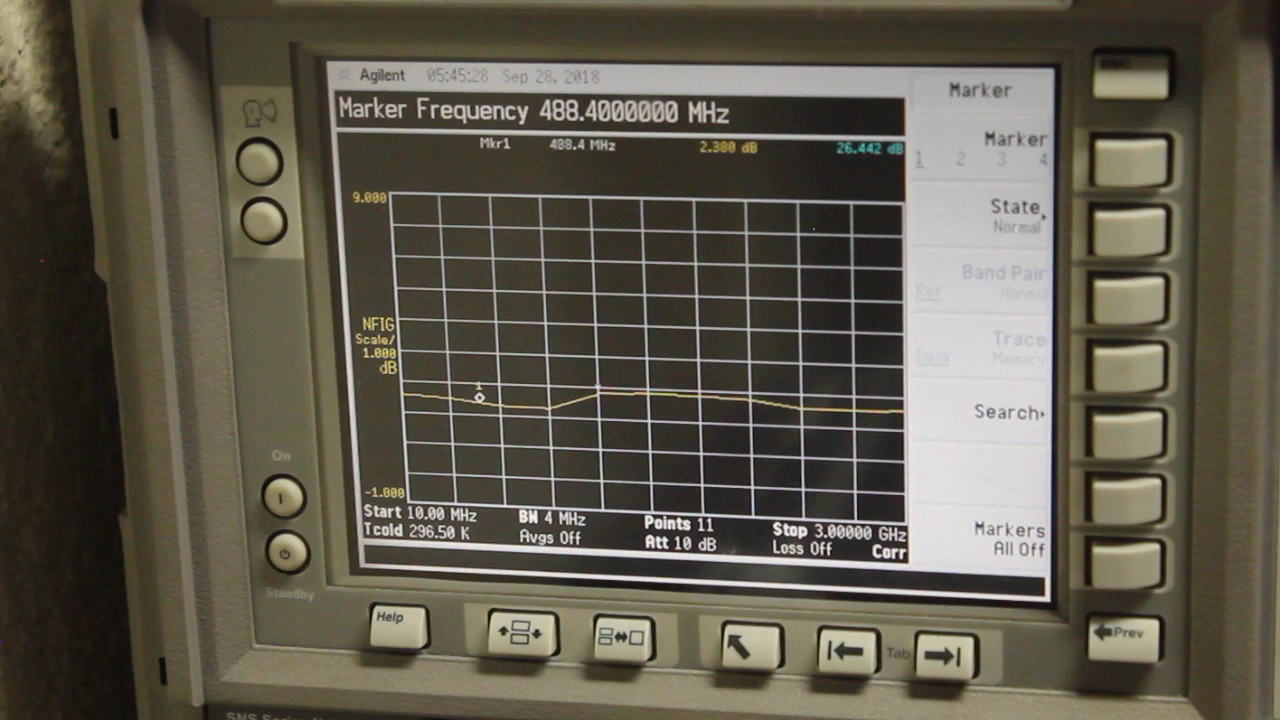 Agilent 05:45:28 Sep 28, 2018
Marker Frequency 488.4000000 MHz
Mkr1 488.4 MHz 2.380 dB 26.442 dB
9.000
NFIG
Scale/
1.000
dB
1
-1.000
Start 10.00 MHz BW 4 MHz Points 11 Stop 3.00000 GHz
Tcold 296.50 K Avgs Off Att 10 dB Loss Off Corr
Marker
Marker
1 2 3 4
State
Normal
Band Pair
Ref Normal
Trace
Data Memory
Search
Markers
All Off
On
Standby
ESC
Help
Tab
Prev
SNS Series